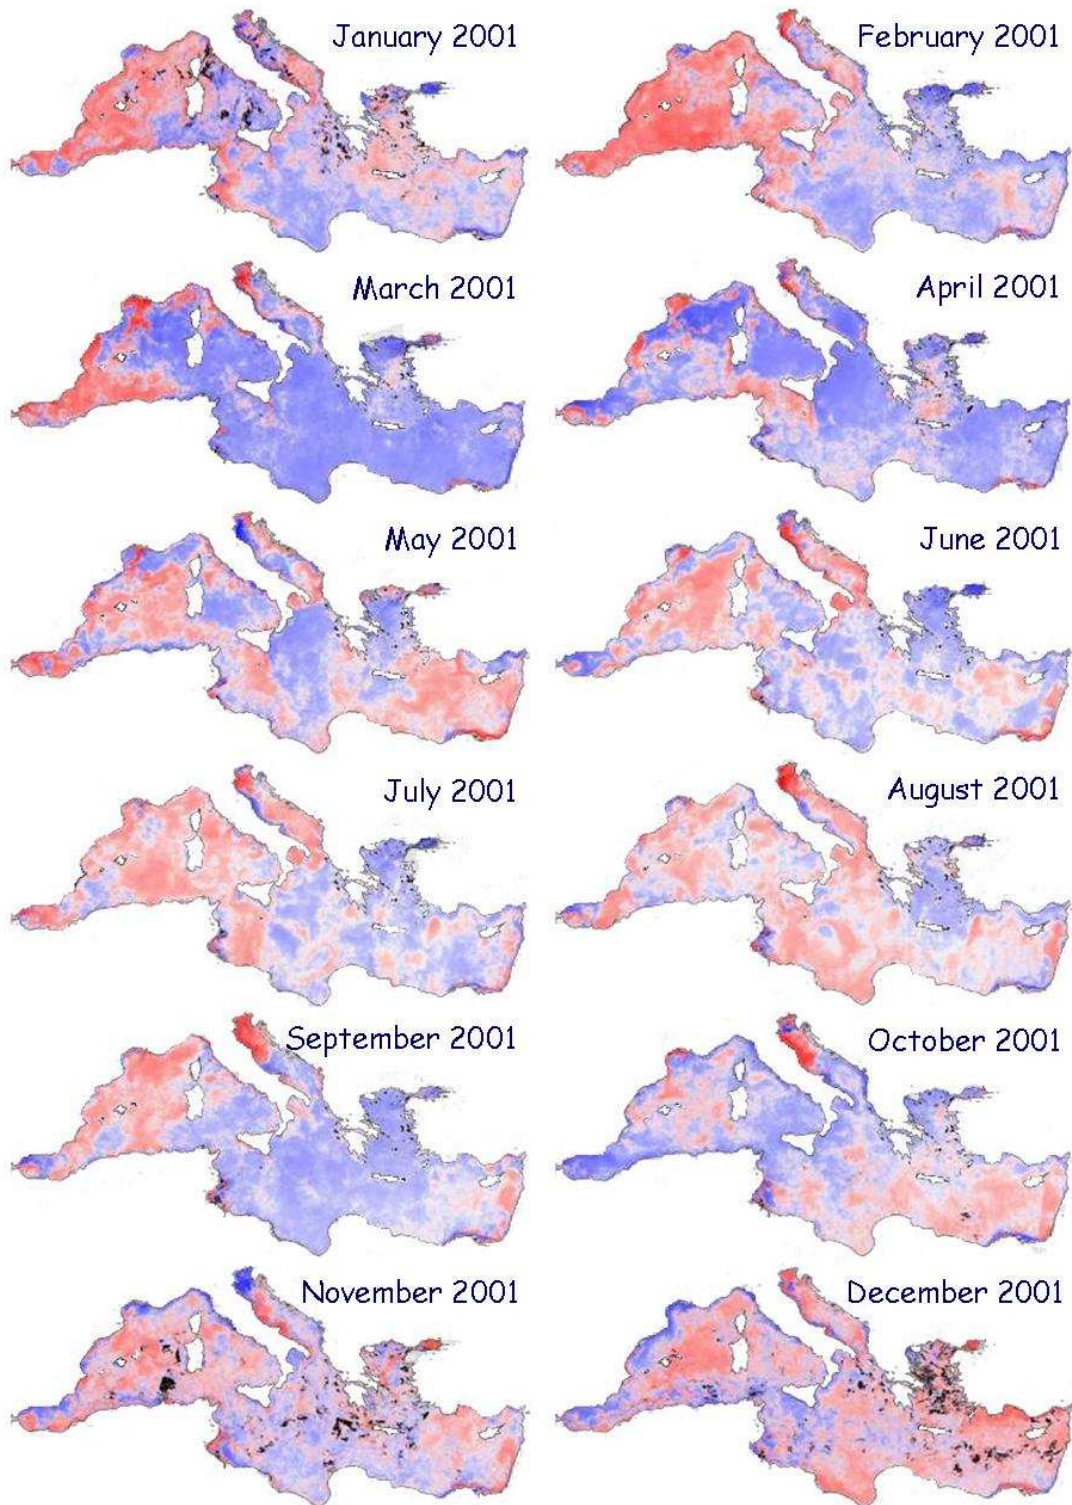 January 2001
February 2001
March 2001
April 2001
May 2001
June 2001
July 2001
August 2001
September 2001
October 2001
November 2001
December 2001